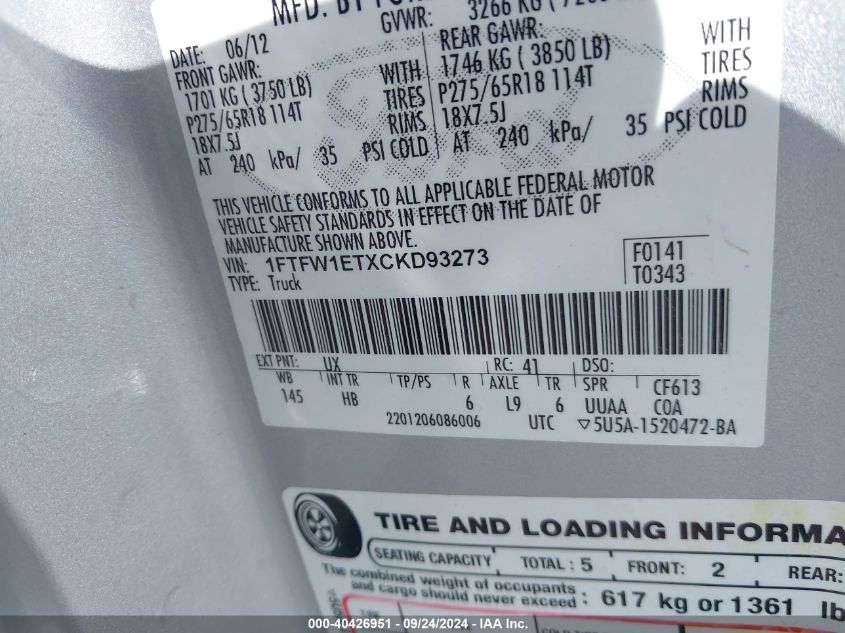 MFD. BY
DATE: 06/12 GVWR: 3266 KG
FRONT GAWR: REAR GAWR:
1701 KG ( 3750 LB) WITH 1746 KG ( 3850 LB) WITH
P275/65R18 114T TIRES P275/65R18 114T TIRES
18X7.5J RIMS 18X7.5J RIMS
AT 240 kPa/ 35 PSI COLD AT 240 kPa/ 35 PSI COLD
THIS VEHICLE CONFORMS TO ALL APPLICABLE FEDERAL MOTOR
VEHICLE SAFETY STANDARDS IN EFFECT ON THE DATE OF
MANUFACTURE SHOWN ABOVE.
VIN: 1FTFW1ETXCKD93273 F0141
TYPE: Truck T0343
EXT PNT: UX RC: 41 DSO:
WB INT TR TP/PS R AXLE TR SPR CF613
145 HB 6 L9 6 UUAA COA
2201206086006 UTC ▽5U5A-1520472-BA
TIRE AND LOADING
SEATING CAPACITY TOTAL : 5 FRONT: 2 REAR:
The combined weight of occupants
and cargo should never exceed : 617 kg or 1361 lb
000-40426951 - 09/24/2024 - IAA Inc.